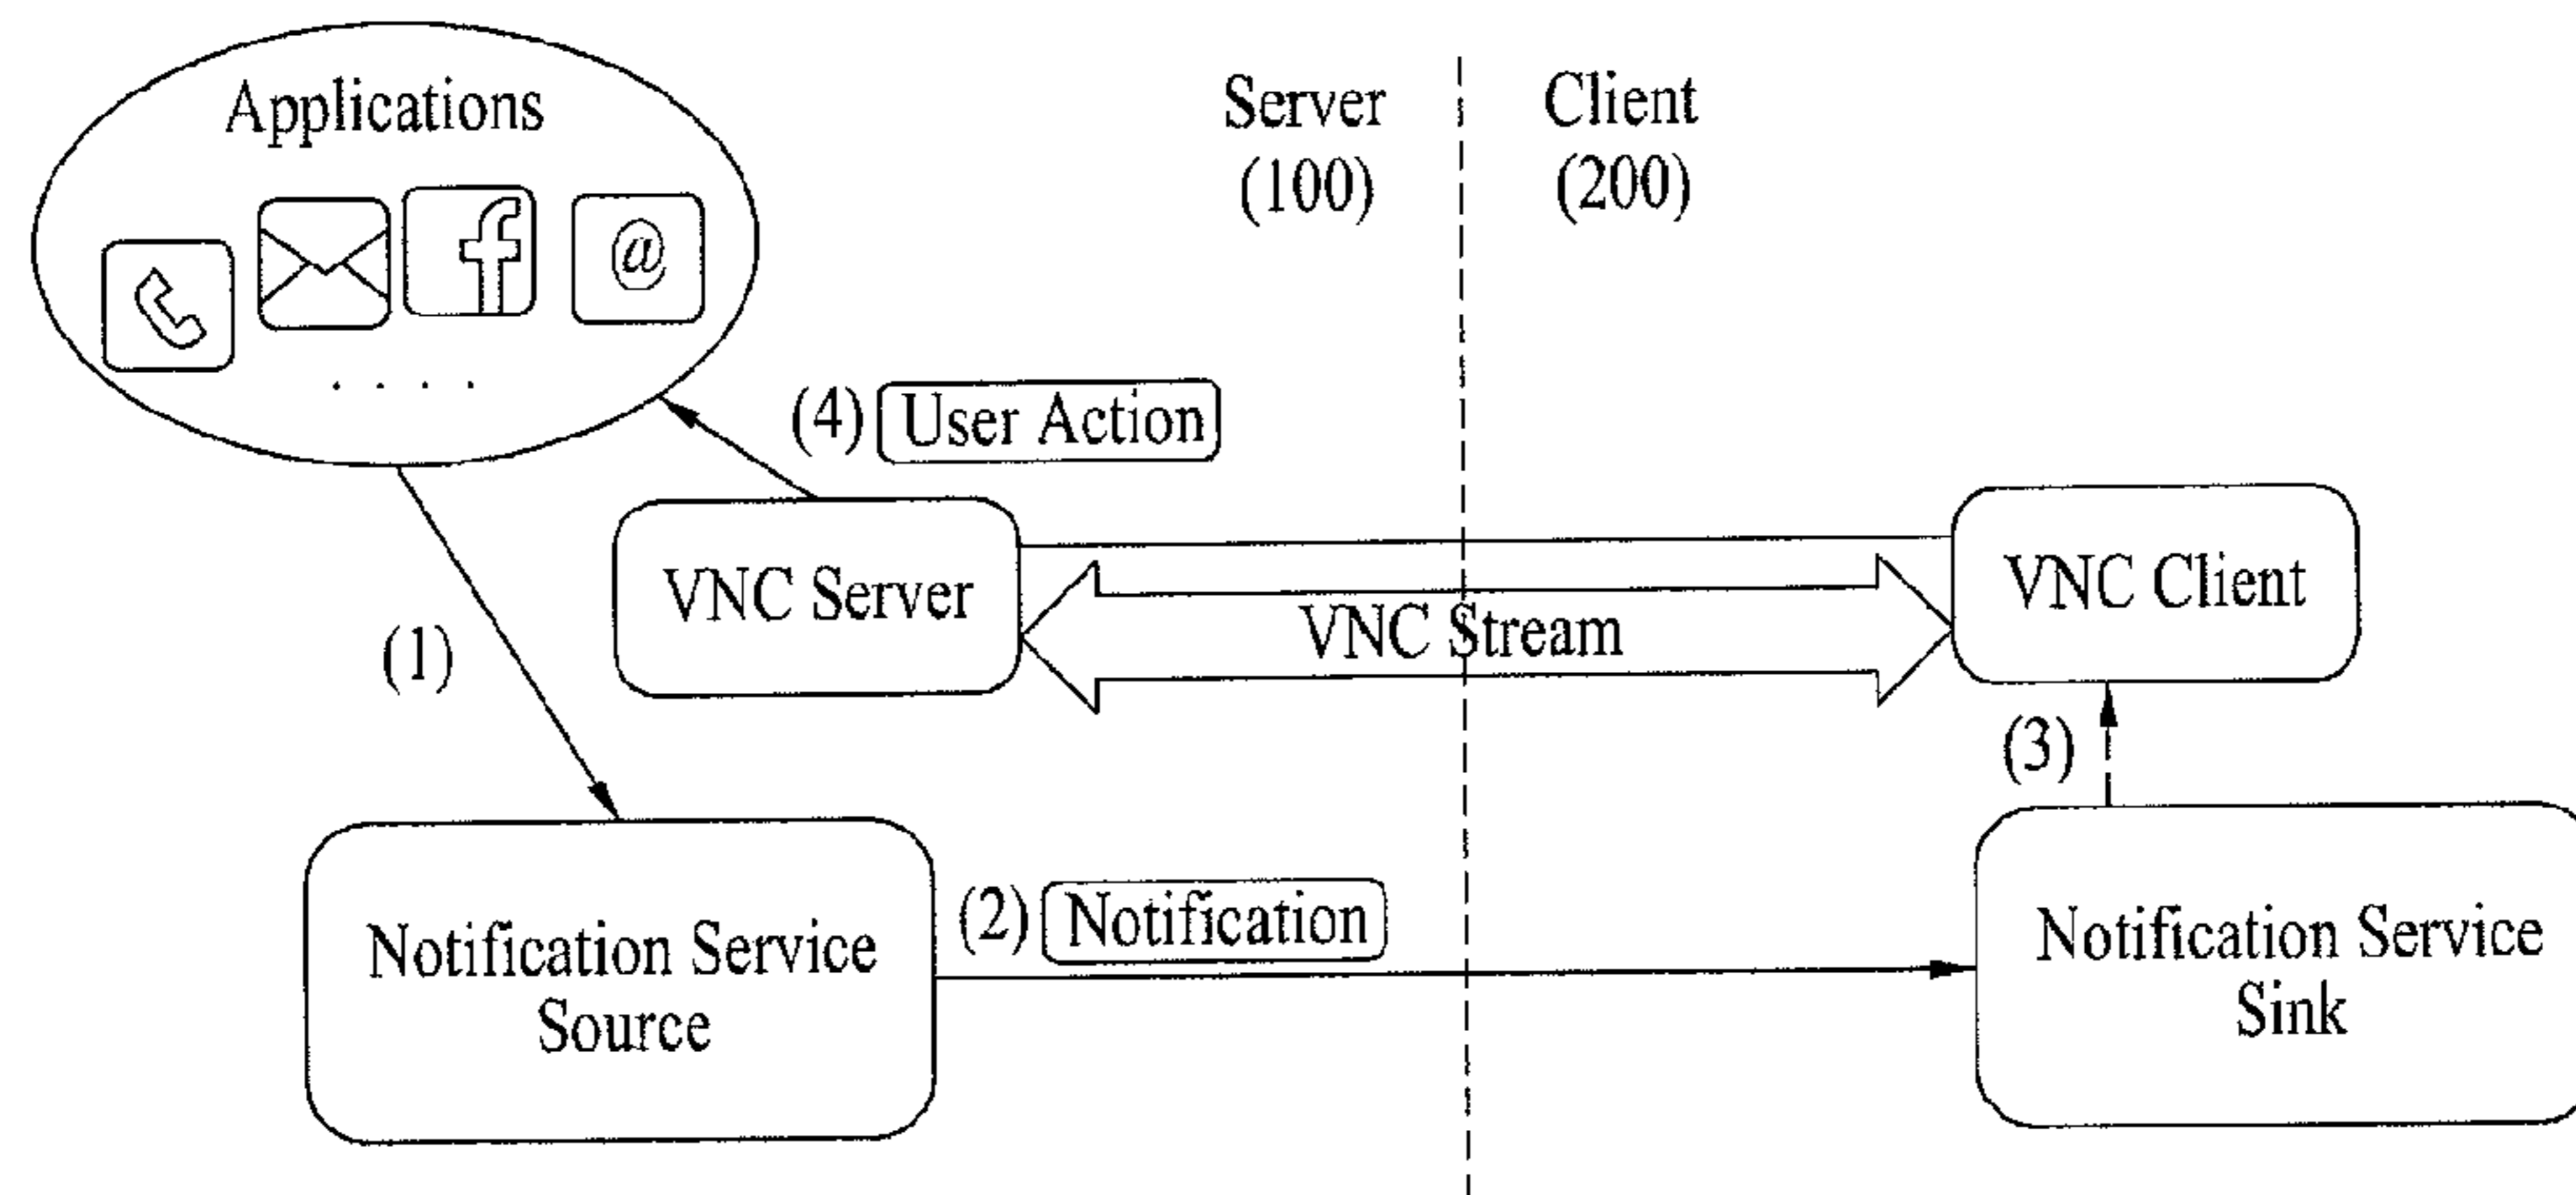 Applications
Server
(100)
Client
(200)
f
@
. . . .
(4) User Action
VNC Server
VNC Stream
VNC Client
(1)
(3)
(2) Notification
Notification Service
Source
Notification Service
Sink